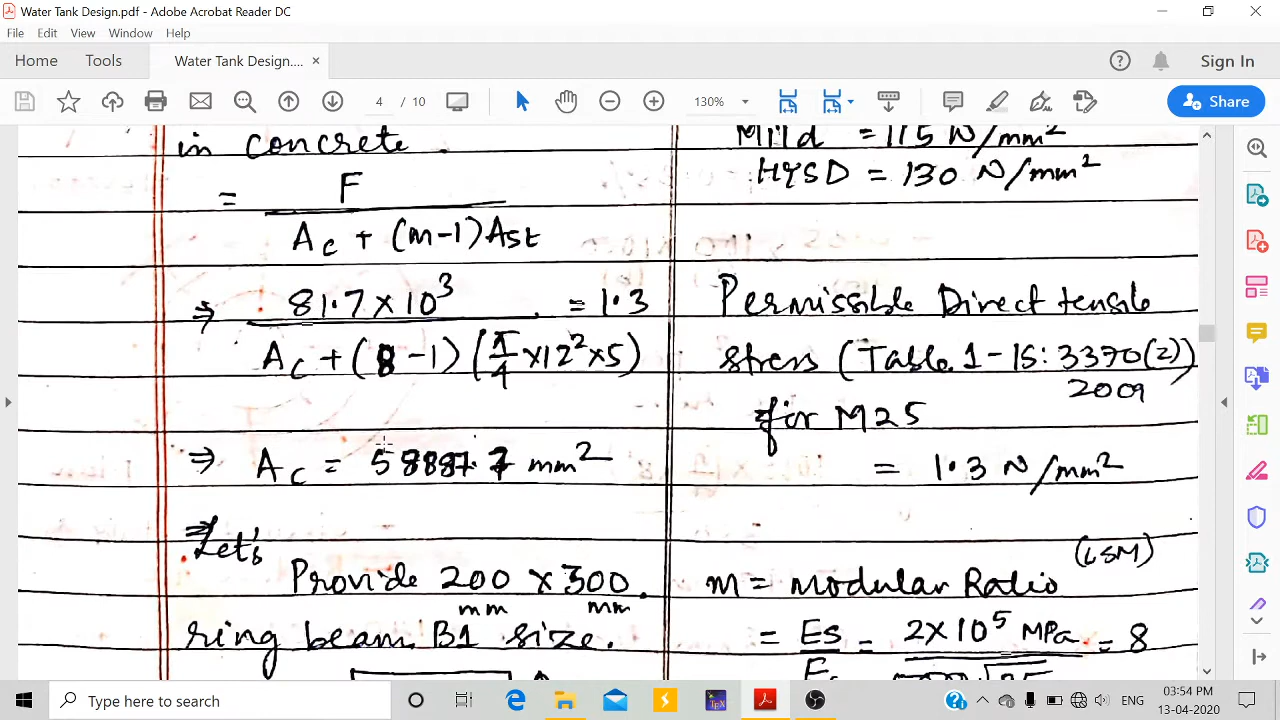 Water Tank Design.pdf - Adobe Acrobat Reader DC
File Edit View Window Help
Home Tools Water Tank Design.... × Sign In
4 / 10 130% Share
in concrete.
= F
Ac + (m-1)Ast
⇒ 81.7 × 10³ = 1.3
Ac + (8 -1) (π/4 ×12²×5)
⇒ Ac = 58887.7 mm²
⇒ Let's
Provide 200 × 300.
mm mm
ring beam B1 size.
Mild = 115 N/mm²
HYSD = 130 N/mm²
Permissible Direct tensile
stress (Table 1 - IS: 3370(2))
2009
for M25
= 1.3 N/mm²
(LSM)
m = Modular Ratio
= Es = 2×10⁵ MPa = 8
Type here to search
ENG
03:54 PM
13-04-2020